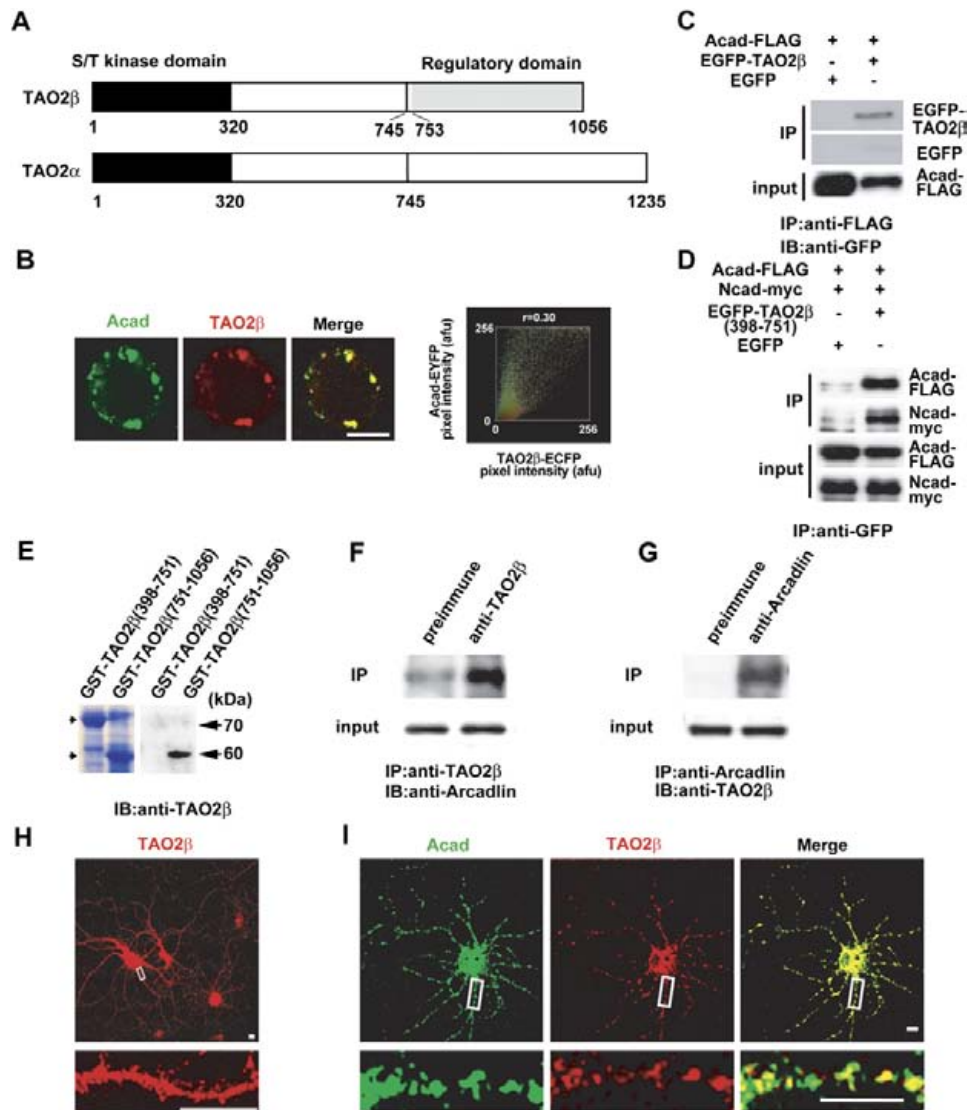 A
S/T kinase domain Regulatory domain
TAO2β
1 320 745 753 1056
TAO2α
1 320 745 1235
B
Acad TAO2β Merge
r=0.30
256
0
0 256
Acad-EYFP
pixel intensity (afu)
TAO2β-ECFP
pixel intensity (afu)
C
Acad-FLAG + +
EGFP-TAO2β - +
EGFP + -
IP
EGFP-
TAO2β
EGFP
input
Acad-
FLAG
IP:anti-FLAG
IB:anti-GFP
D
Acad-FLAG + +
Ncad-myc + +
EGFP-TAO2β - +
(398-751)
EGFP + -
IP
Acad-
FLAG
Ncad-
myc
input
Acad-
FLAG
Ncad-
myc
IP:anti-GFP
E
GST-TAO2β(398-751)
GST-TAO2β(751-1056)
GST-TAO2β(398-751)
GST-TAO2β(751-1056)
(kDa)
70
60
IB:anti-TAO2β
F
preimmune
anti-TAO2β
IP
input
IP:anti-TAO2β
IB:anti-Arcadlin
G
preimmune
anti-Arcadlin
IP
input
IP:anti-Arcadlin
IB:anti-TAO2β
H
TAO2β
I
Acad TAO2β Merge